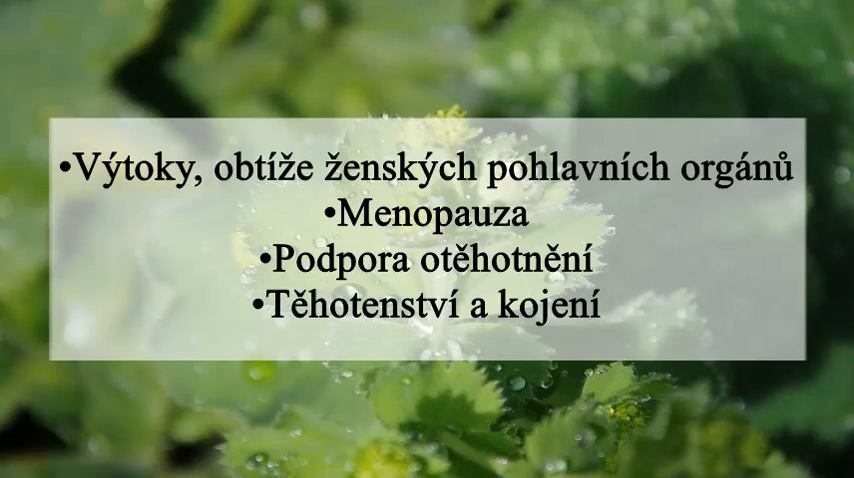 •Výtoky, obtíže ženských pohlavních orgánů
•Menopauza
•Podpora otěhotnění
•Těhotenství a kojení